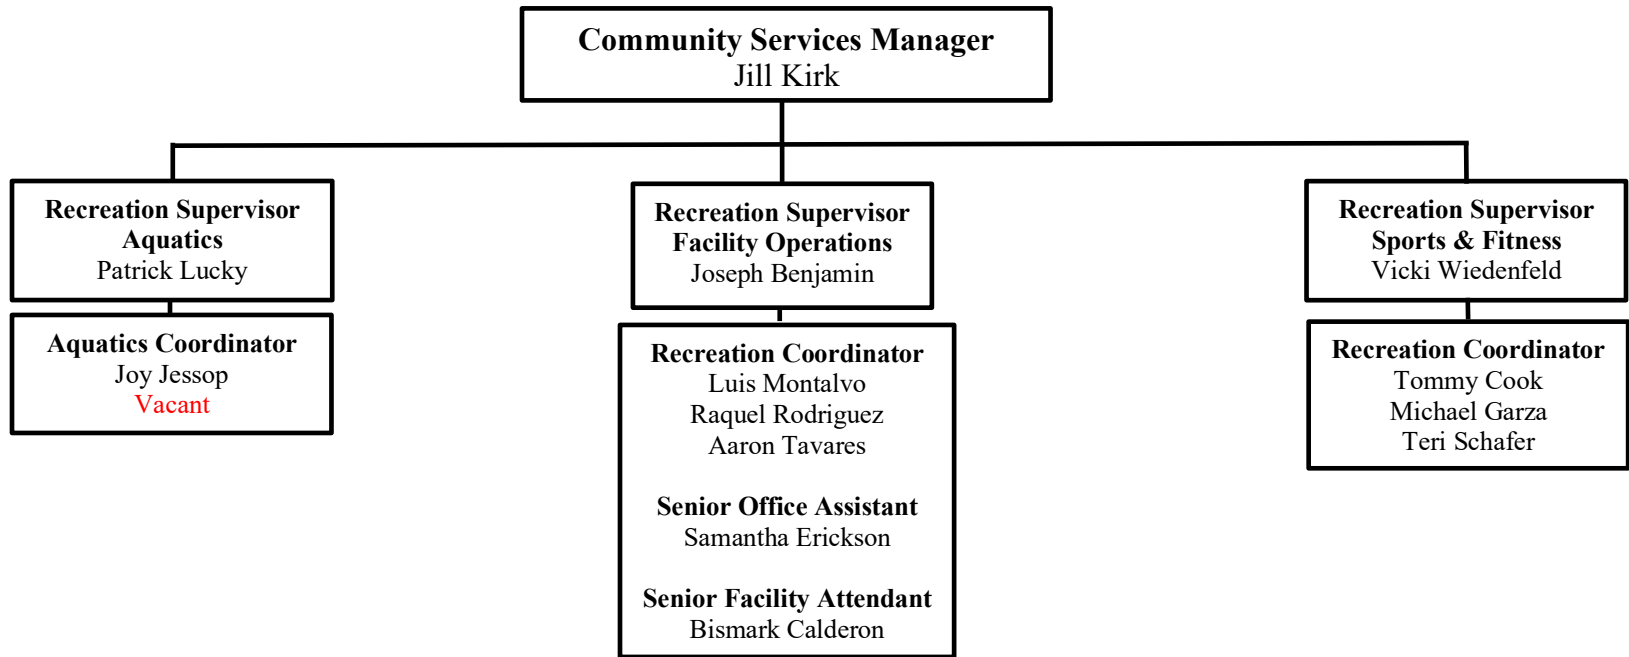 Community Services Manager
Jill Kirk
Recreation Supervisor
Aquatics
Patrick Lucky
Aquatics Coordinator
Joy Jessop
Vacant
Recreation Supervisor
Facility Operations
Joseph Benjamin
Recreation Coordinator
Luis Montalvo
Raquel Rodriguez
Aaron Tavares
Senior Office Assistant
Samantha Erickson
Senior Facility Attendant
Bismark Calderon
Recreation Supervisor
Sports & Fitness
Vicki Wiedenfeld
Recreation Coordinator
Tommy Cook
Michael Garza
Teri Schafer